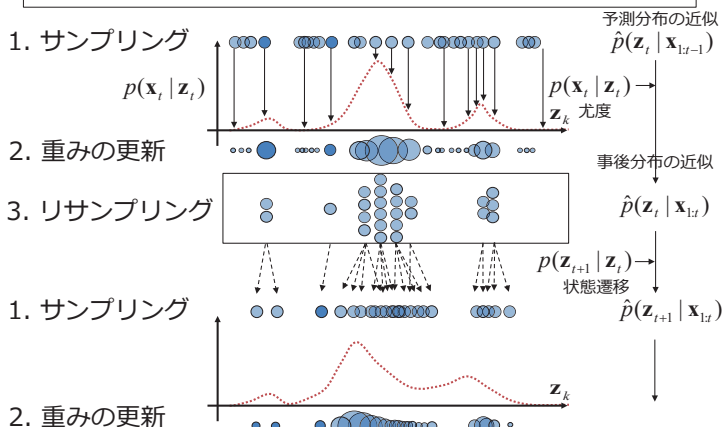 予測分布の近似
1. サンプリング
p̂(z_t | x_{1:t−1})
p(x_t | z_t)
p(x_t | z_t)
z_k
尤度
2. 重みの更新
事後分布の近似
3. リサンプリング
p̂(z_t | x_{1:t})
p(z_{t+1} | z_t)
状態遷移
1. サンプリング
p̂(z_{t+1} | x_{1:t})
z_k
2. 重みの更新